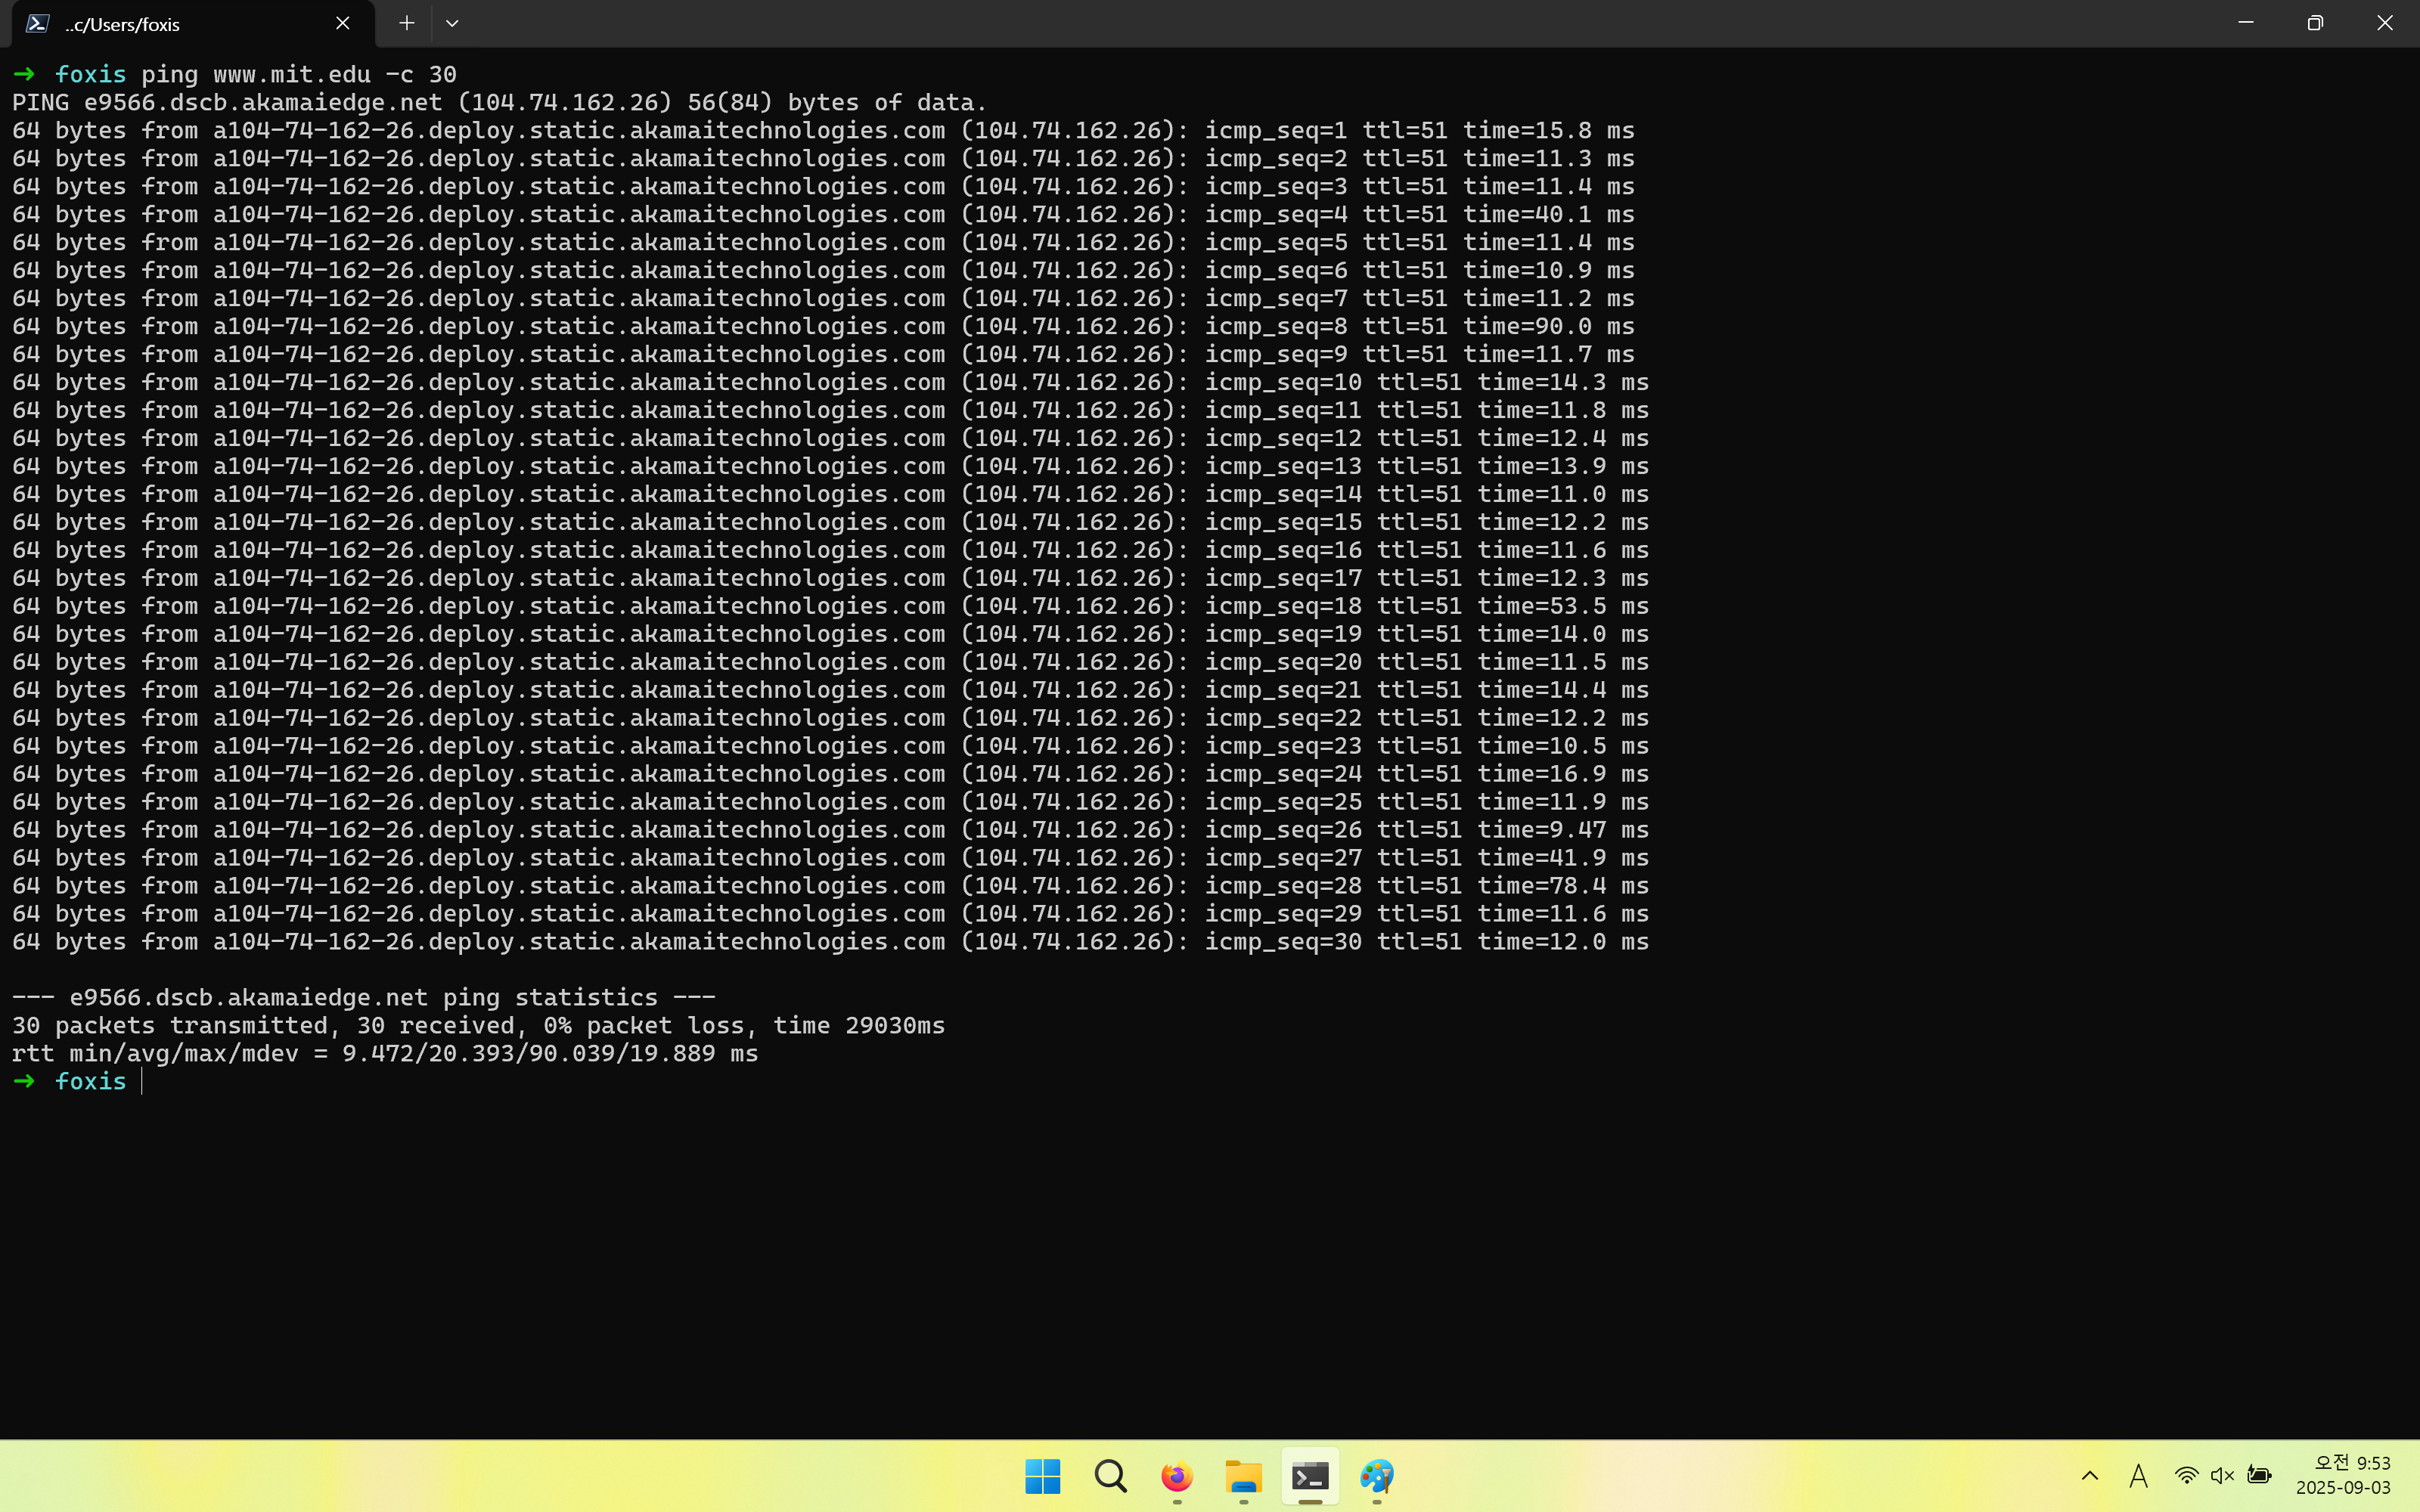 ..c/Users/foxis
→ foxis ping www.mit.edu -c 30
PING e9566.dscb.akamaiedge.net (104.74.162.26) 56(84) bytes of data.
64 bytes from a104-74-162-26.deploy.static.akamaitechnologies.com (104.74.162.26): icmp_seq=1 ttl=51 time=15.8 ms
64 bytes from a104-74-162-26.deploy.static.akamaitechnologies.com (104.74.162.26): icmp_seq=2 ttl=51 time=11.3 ms
64 bytes from a104-74-162-26.deploy.static.akamaitechnologies.com (104.74.162.26): icmp_seq=3 ttl=51 time=11.4 ms
64 bytes from a104-74-162-26.deploy.static.akamaitechnologies.com (104.74.162.26): icmp_seq=4 ttl=51 time=40.1 ms
64 bytes from a104-74-162-26.deploy.static.akamaitechnologies.com (104.74.162.26): icmp_seq=5 ttl=51 time=11.4 ms
64 bytes from a104-74-162-26.deploy.static.akamaitechnologies.com (104.74.162.26): icmp_seq=6 ttl=51 time=10.9 ms
64 bytes from a104-74-162-26.deploy.static.akamaitechnologies.com (104.74.162.26): icmp_seq=7 ttl=51 time=11.2 ms
64 bytes from a104-74-162-26.deploy.static.akamaitechnologies.com (104.74.162.26): icmp_seq=8 ttl=51 time=90.0 ms
64 bytes from a104-74-162-26.deploy.static.akamaitechnologies.com (104.74.162.26): icmp_seq=9 ttl=51 time=11.7 ms
64 bytes from a104-74-162-26.deploy.static.akamaitechnologies.com (104.74.162.26): icmp_seq=10 ttl=51 time=14.3 ms
64 bytes from a104-74-162-26.deploy.static.akamaitechnologies.com (104.74.162.26): icmp_seq=11 ttl=51 time=11.8 ms
64 bytes from a104-74-162-26.deploy.static.akamaitechnologies.com (104.74.162.26): icmp_seq=12 ttl=51 time=12.4 ms
64 bytes from a104-74-162-26.deploy.static.akamaitechnologies.com (104.74.162.26): icmp_seq=13 ttl=51 time=13.9 ms
64 bytes from a104-74-162-26.deploy.static.akamaitechnologies.com (104.74.162.26): icmp_seq=14 ttl=51 time=11.0 ms
64 bytes from a104-74-162-26.deploy.static.akamaitechnologies.com (104.74.162.26): icmp_seq=15 ttl=51 time=12.2 ms
64 bytes from a104-74-162-26.deploy.static.akamaitechnologies.com (104.74.162.26): icmp_seq=16 ttl=51 time=11.6 ms
64 bytes from a104-74-162-26.deploy.static.akamaitechnologies.com (104.74.162.26): icmp_seq=17 ttl=51 time=12.3 ms
64 bytes from a104-74-162-26.deploy.static.akamaitechnologies.com (104.74.162.26): icmp_seq=18 ttl=51 time=53.5 ms
64 bytes from a104-74-162-26.deploy.static.akamaitechnologies.com (104.74.162.26): icmp_seq=19 ttl=51 time=14.0 ms
64 bytes from a104-74-162-26.deploy.static.akamaitechnologies.com (104.74.162.26): icmp_seq=20 ttl=51 time=11.5 ms
64 bytes from a104-74-162-26.deploy.static.akamaitechnologies.com (104.74.162.26): icmp_seq=21 ttl=51 time=14.4 ms
64 bytes from a104-74-162-26.deploy.static.akamaitechnologies.com (104.74.162.26): icmp_seq=22 ttl=51 time=12.2 ms
64 bytes from a104-74-162-26.deploy.static.akamaitechnologies.com (104.74.162.26): icmp_seq=23 ttl=51 time=10.5 ms
64 bytes from a104-74-162-26.deploy.static.akamaitechnologies.com (104.74.162.26): icmp_seq=24 ttl=51 time=16.9 ms
64 bytes from a104-74-162-26.deploy.static.akamaitechnologies.com (104.74.162.26): icmp_seq=25 ttl=51 time=11.9 ms
64 bytes from a104-74-162-26.deploy.static.akamaitechnologies.com (104.74.162.26): icmp_seq=26 ttl=51 time=9.47 ms
64 bytes from a104-74-162-26.deploy.static.akamaitechnologies.com (104.74.162.26): icmp_seq=27 ttl=51 time=41.9 ms
64 bytes from a104-74-162-26.deploy.static.akamaitechnologies.com (104.74.162.26): icmp_seq=28 ttl=51 time=78.4 ms
64 bytes from a104-74-162-26.deploy.static.akamaitechnologies.com (104.74.162.26): icmp_seq=29 ttl=51 time=11.6 ms
64 bytes from a104-74-162-26.deploy.static.akamaitechnologies.com (104.74.162.26): icmp_seq=30 ttl=51 time=12.0 ms
--- e9566.dscb.akamaiedge.net ping statistics ---
30 packets transmitted, 30 received, 0% packet loss, time 29030ms
rtt min/avg/max/mdev = 9.472/20.393/90.039/19.889 ms
→ foxis
A
오전 9:53
2025-09-03